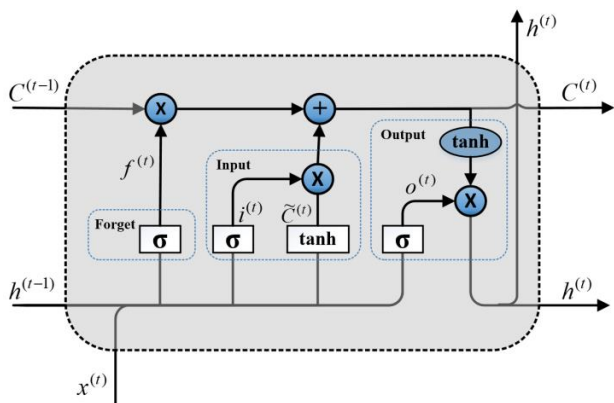 h^(t)
C^(t-1)
X
+
C^(t)
Output
tanh
f^(t)
Input
X
o^(t)
X
i^(t)
C̃^(t)
Forget
σ
σ
tanh
σ
h^(t-1)
h^(t)
x^(t)